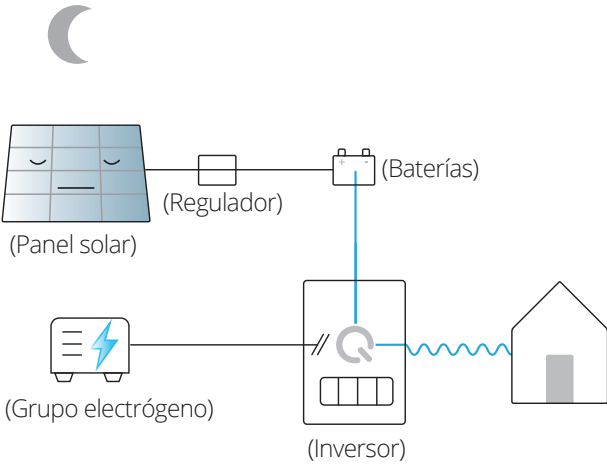 (Baterías)
(Regulador)
(Panel solar)
(Grupo electrógeno)
(Inversor)